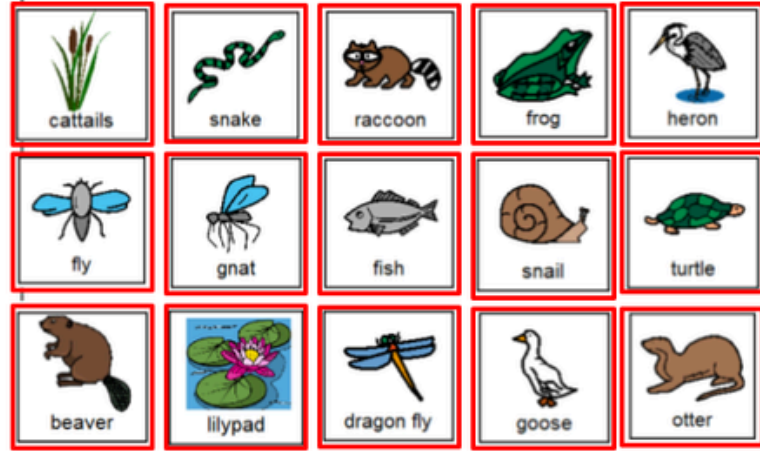 cattails
snake
raccoon
frog
heron
fly
gnat
fish
snail
turtle
beaver
lilypad
dragon fly
goose
otter